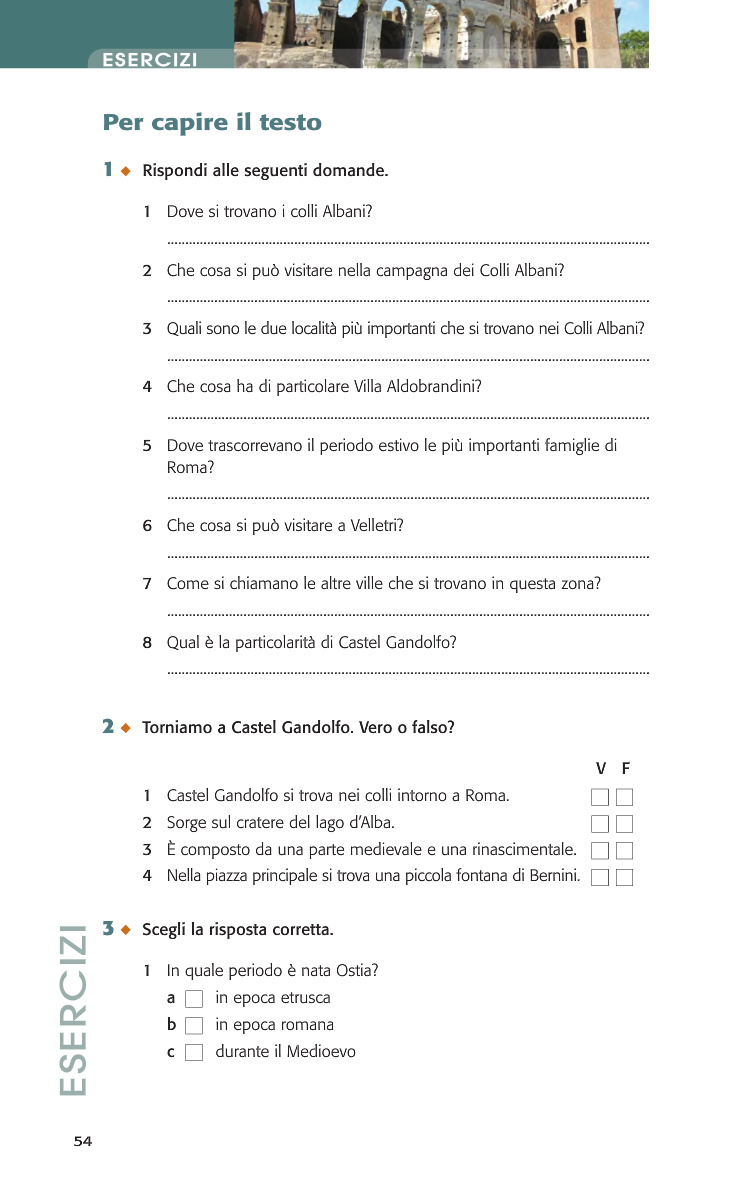 ESERCIZI
Per capire il testo
1 ◆ Rispondi alle seguenti domande.
1 Dove si trovano i colli Albani?
2 Che cosa si può visitare nella campagna dei Colli Albani?
3 Quali sono le due località più importanti che si trovano nei Colli Albani?
4 Che cosa ha di particolare Villa Aldobrandini?
5 Dove trascorrevano il periodo estivo le più importanti famiglie di
Roma?
6 Che cosa si può visitare a Velletri?
7 Come si chiamano le altre ville che si trovano in questa zona?
8 Qual è la particolarità di Castel Gandolfo?
2 ◆ Torniamo a Castel Gandolfo. Vero o falso?
V F
1 Castel Gandolfo si trova nei colli intorno a Roma.
2 Sorge sul cratere del lago d’Alba.
3 È composto da una parte medievale e una rinascimentale.
4 Nella piazza principale si trova una piccola fontana di Bernini.
3 ◆ Scegli la risposta corretta.
1 In quale periodo è nata Ostia?
a in epoca etrusca
b in epoca romana
c durante il Medioevo
ESERCIZI
54